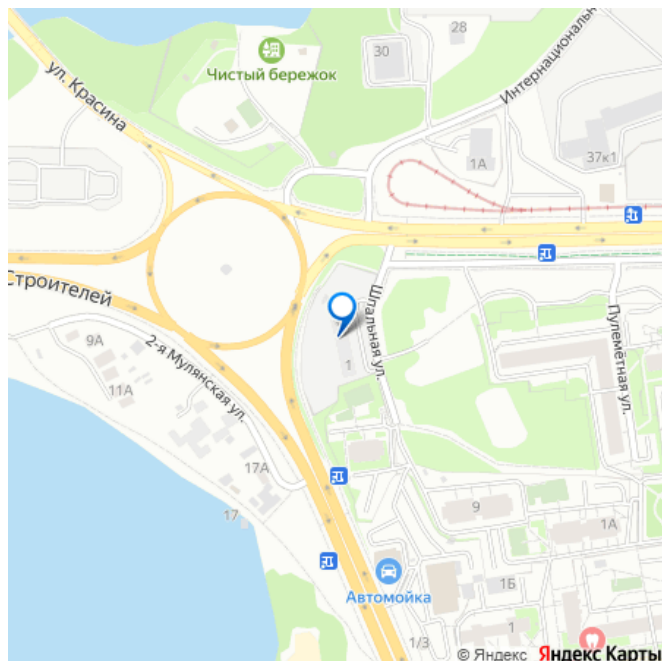 28
30
Чистый бережок
ул. Красина
Интернациональн
1А
37к1
Строителей
Шпальная ул.
1
Пулемётная ул.
9А
2-я Мулянская ул.
11А
17А
17
9
1А
Автомойка
1Б
1
1/3
© Яндекс Яндекс Карты